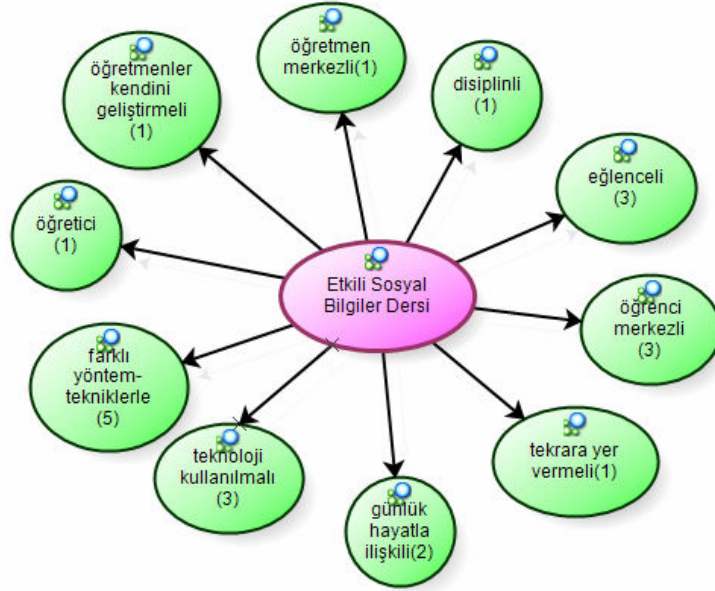 öğretmenler
kendini
geliştirmeli
(1)
öğretmen
merkezli(1)
disiplinli
(1)
eğlenceli
(3)
öğretici
(1)
Etkili Sosyal
Bilgiler Dersi
öğrenci
merkezli
(3)
farklı
yöntem-
tekniklerle
(5)
teknoloji
kullanılmalı
(3)
günlük
hayatla
ilişkili(2)
tekrara yer
vermeli(1)